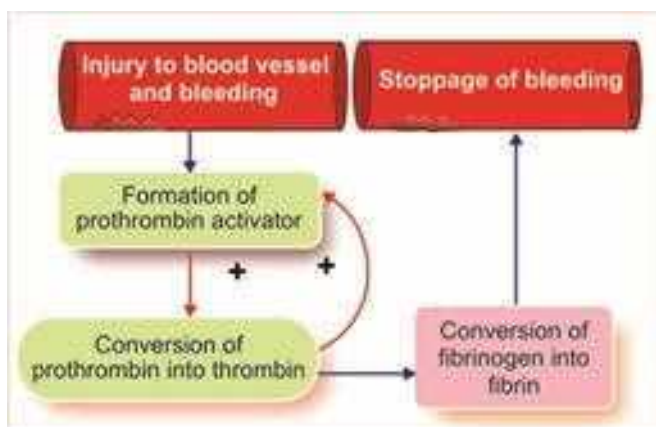 Injury to blood vessel
and bleeding
Stoppage of bleeding
Formation of
prothrombin activator
+
+
Conversion of
prothrombin into thrombin
Conversion of
fibrinogen into
fibrin